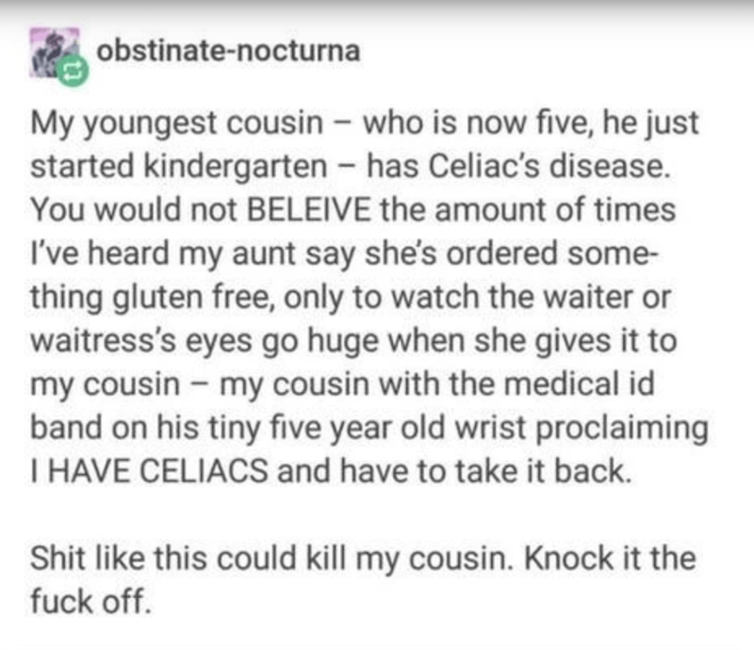 obstinate-nocturna
My youngest cousin – who is now five, he just
started kindergarten – has Celiac's disease.
You would not BELEIVE the amount of times
I've heard my aunt say she's ordered some-
thing gluten free, only to watch the waiter or
waitress's eyes go huge when she gives it to
my cousin – my cousin with the medical id
band on his tiny five year old wrist proclaiming
I HAVE CELIACS and have to take it back.
Shit like this could kill my cousin. Knock it the
fuck off.